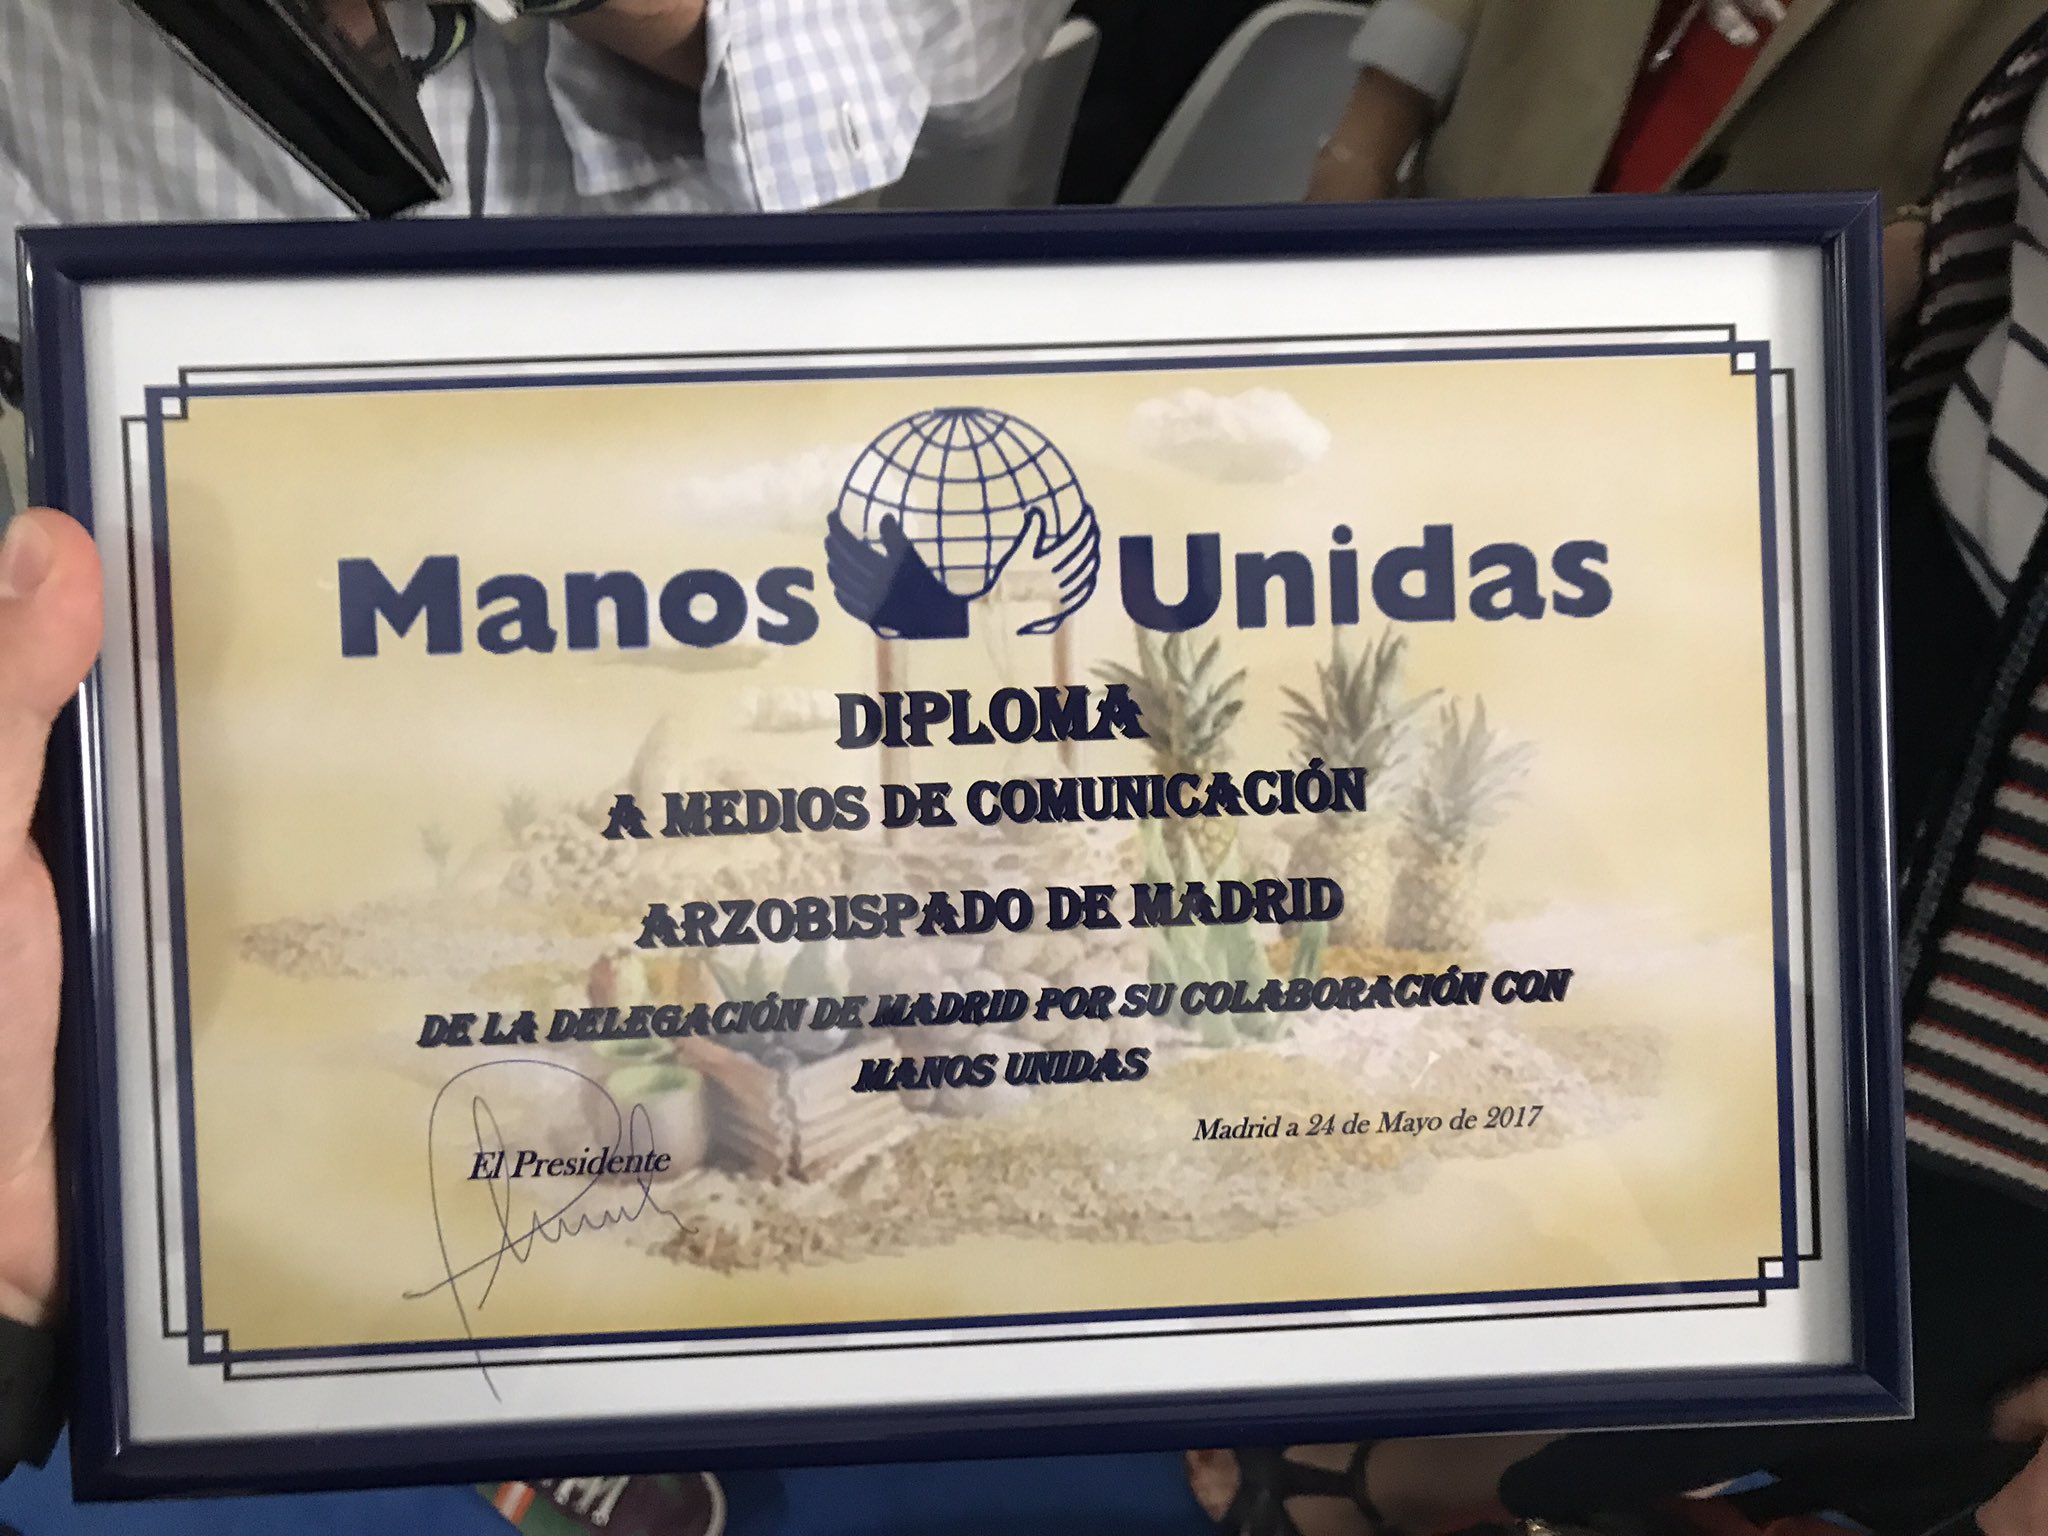 Manos Unidas
DIPLOMA
A MEDIOS DE COMUNICACIÓN
ARZOBISPADO DE MADRID
DE LA DELEGACIÓN DE MADRID POR SU COLABORACIÓN CON
MANOS UNIDAS
Madrid a 24 de Mayo de 2017
El Presidente